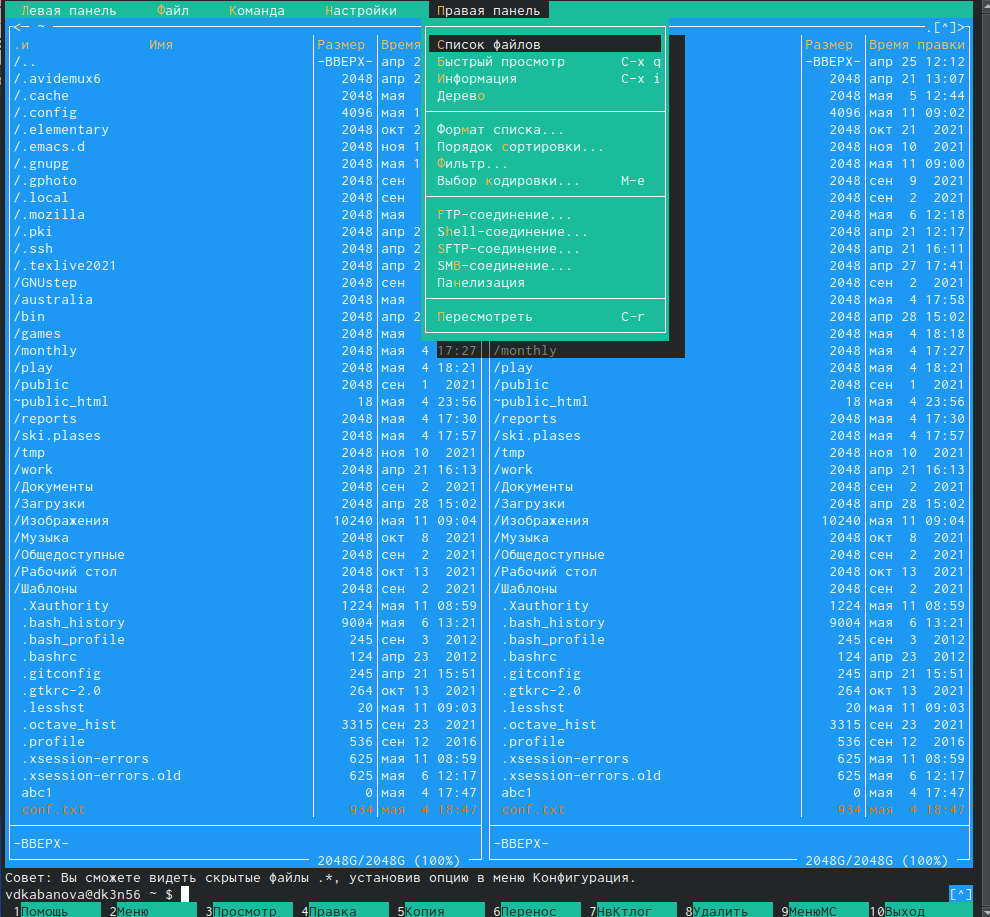 Левая панель Файл Команда Настройки Правая панель
<─ ~ .[^]>
.и Имя Размер Время Список файлов Размер Время правки
/.. -ВВЕРХ- апр 2 Быстрый просмотр C-x q -ВВЕРХ- апр 25 12:12
/.avidemux6 2048 апр 2 Информация C-x i 2048 апр 21 13:07
/.cache 2048 мая Дерево 2048 мая 5 12:44
/.config 4096 мая 1 4096 мая 11 09:02
/.elementary 2048 окт 2 Формат списка... 2048 окт 21 2021
/.emacs.d 2048 ноя 1 Порядок сортировки... 2048 ноя 10 2021
/.gnupg 2048 мая 1 Фильтр... 2048 мая 11 09:00
/.gphoto 2048 сен Выбор кодировки... M-e 2048 сен 9 2021
/.local 2048 сен 2048 сен 2 2021
/.mozilla 2048 мая FTP-соединение... 2048 мая 6 12:18
/.pki 2048 апр 2 Shell-соединение... 2048 апр 21 12:17
/.ssh 2048 апр 2 SFTP-соединение... 2048 апр 21 16:11
/.texlive2021 2048 апр 2 SMB-соединение... 2048 апр 27 17:41
/GNUstep 2048 сен Панелизация 2048 сен 2 2021
/australia 2048 мая 2048 мая 4 17:58
/bin 2048 апр 2 Пересмотреть C-r 2048 апр 28 15:02
/games 2048 мая 2048 мая 4 18:18
/monthly 2048 мая 4 17:27 /monthly 2048 мая 4 17:27
/play 2048 мая 4 18:21 /play 2048 мая 4 18:21
/public 2048 сен 1 2021 /public 2048 сен 1 2021
~public_html 18 мая 4 23:56 ~public_html 18 мая 4 23:56
/reports 2048 мая 4 17:30 /reports 2048 мая 4 17:30
/ski.plases 2048 мая 4 17:57 /ski.plases 2048 мая 4 17:57
/tmp 2048 ноя 10 2021 /tmp 2048 ноя 10 2021
/work 2048 апр 21 16:13 /work 2048 апр 21 16:13
/Документы 2048 сен 2 2021 /Документы 2048 сен 2 2021
/Загрузки 2048 апр 28 15:02 /Загрузки 2048 апр 28 15:02
/Изображения 10240 мая 11 09:04 /Изображения 10240 мая 11 09:04
/Музыка 2048 окт 8 2021 /Музыка 2048 окт 8 2021
/Общедоступные 2048 сен 2 2021 /Общедоступные 2048 сен 2 2021
/Рабочий стол 2048 окт 13 2021 /Рабочий стол 2048 окт 13 2021
/Шаблоны 2048 сен 2 2021 /Шаблоны 2048 сен 2 2021
.Xauthority 1224 мая 11 08:59 .Xauthority 1224 мая 11 08:59
.bash_history 9004 мая 6 13:21 .bash_history 9004 мая 6 13:21
.bash_profile 245 сен 3 2012 .bash_profile 245 сен 3 2012
.bashrc 124 апр 23 2012 .bashrc 124 апр 23 2012
.gitconfig 245 апр 21 15:51 .gitconfig 245 апр 21 15:51
.gtkrc-2.0 264 окт 13 2021 .gtkrc-2.0 264 окт 13 2021
.lesshst 20 мая 11 09:03 .lesshst 20 мая 11 09:03
.octave_hist 3315 сен 23 2021 .octave_hist 3315 сен 23 2021
.profile 536 сен 12 2016 .profile 536 сен 12 2016
.xsession-errors 625 мая 11 08:59 .xsession-errors 625 мая 11 08:59
.xsession-errors.old 625 мая 6 12:17 .xsession-errors.old 625 мая 6 12:17
abc1 0 мая 4 17:47 abc1 0 мая 4 17:47
conf.txt 934 мая 4 18:47 conf.txt 934 мая 4 18:47
-ВВЕРХ- -ВВЕРХ-
2048G/2048G (100%) 2048G/2048G (100%)
Совет: Вы сможете видеть скрытые файлы .*, установив опцию в меню Конфигурация.
vdkabanova@dk3n56 ~ $ [^]
1Помощь 2Меню 3Просмотр 4Правка 5Копия 6Перенос 7НвКтлог 8Удалить 9МенюMC 10Выход